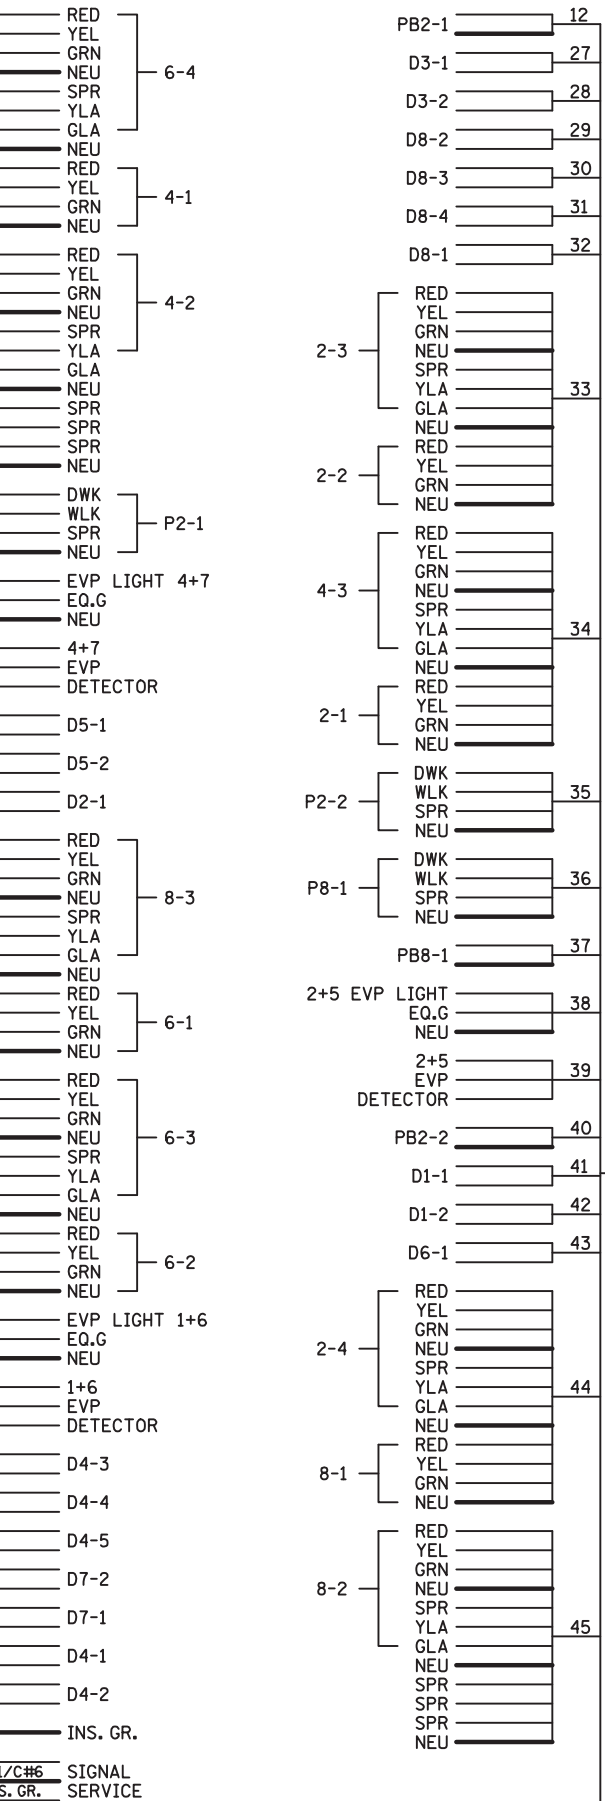 RED
YEL
GRN
NEU
SPR
YLA
GLA
6-4
NEU
RED
YEL
GRN
NEU
4-1
RED
YEL
GRN
NEU
SPR
YLA
4-2
GLA
NEU
SPR
SPR
SPR
NEU
DWK
WLK
SPR
NEU
P2-1
EVP LIGHT 4+7
EQ.G
NEU
4+7
EVP
DETECTOR
D5-1
D5-2
D2-1
RED
YEL
GRN
NEU
SPR
YLA
GLA
8-3
NEU
RED
YEL
GRN
NEU
6-1
RED
YEL
GRN
NEU
SPR
YLA
GLA
6-3
NEU
RED
YEL
GRN
NEU
6-2
EVP LIGHT 1+6
EQ.G
NEU
1+6
EVP
DETECTOR
D4-3
D4-4
D4-5
D7-2
D7-1
D4-1
D4-2
INS. GR.
/C#6 SIGNAL
S. GR. SERVICE
PB2-1 12
D3-1 27
D3-2 28
D8-2 29
D8-3 30
D8-4 31
D8-1 32
2-3
RED
YEL
GRN
NEU
SPR
YLA
GLA
NEU
33
2-2
RED
YEL
GRN
NEU
4-3
RED
YEL
GRN
NEU
SPR
YLA
GLA
NEU
34
2-1
RED
YEL
GRN
NEU
P2-2
DWK
WLK
SPR
NEU
35
P8-1
DWK
WLK
SPR
NEU
36
PB8-1 37
2+5 EVP LIGHT
EQ.G
NEU
38
2+5
EVP
DETECTOR
39
PB2-2 40
D1-1 41
D1-2 42
D6-1 43
2-4
RED
YEL
GRN
NEU
SPR
YLA
GLA
NEU
44
8-1
RED
YEL
GRN
NEU
8-2
RED
YEL
GRN
NEU
SPR
YLA
GLA
NEU
SPR
SPR
SPR
NEU
45